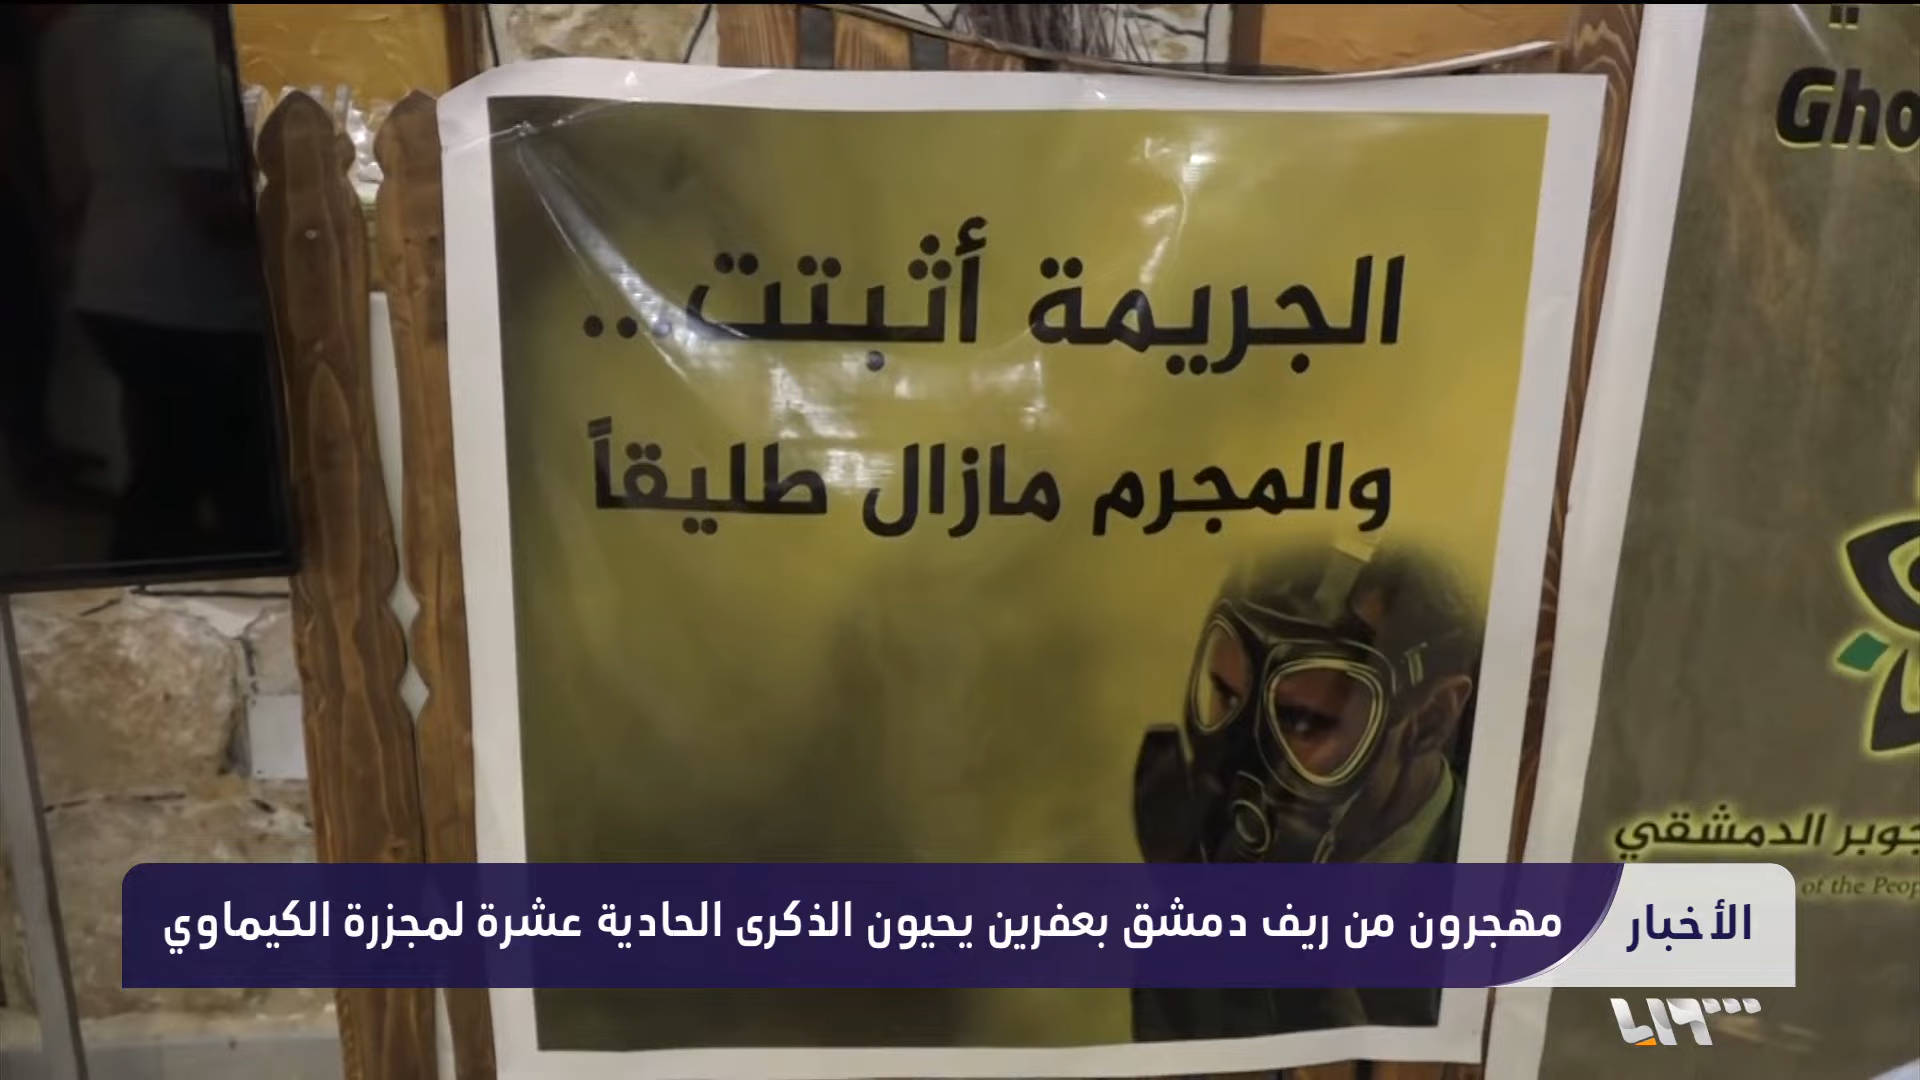 الجريمة أثبتت...
والمجرم مازال طليقاً
Gho
جوبر الدمشقي
of the Peop
الأخبار
مهجرون من ريف دمشق بعفرين يحيون الذكرى الحادية عشرة لمجزرة الكيماوي